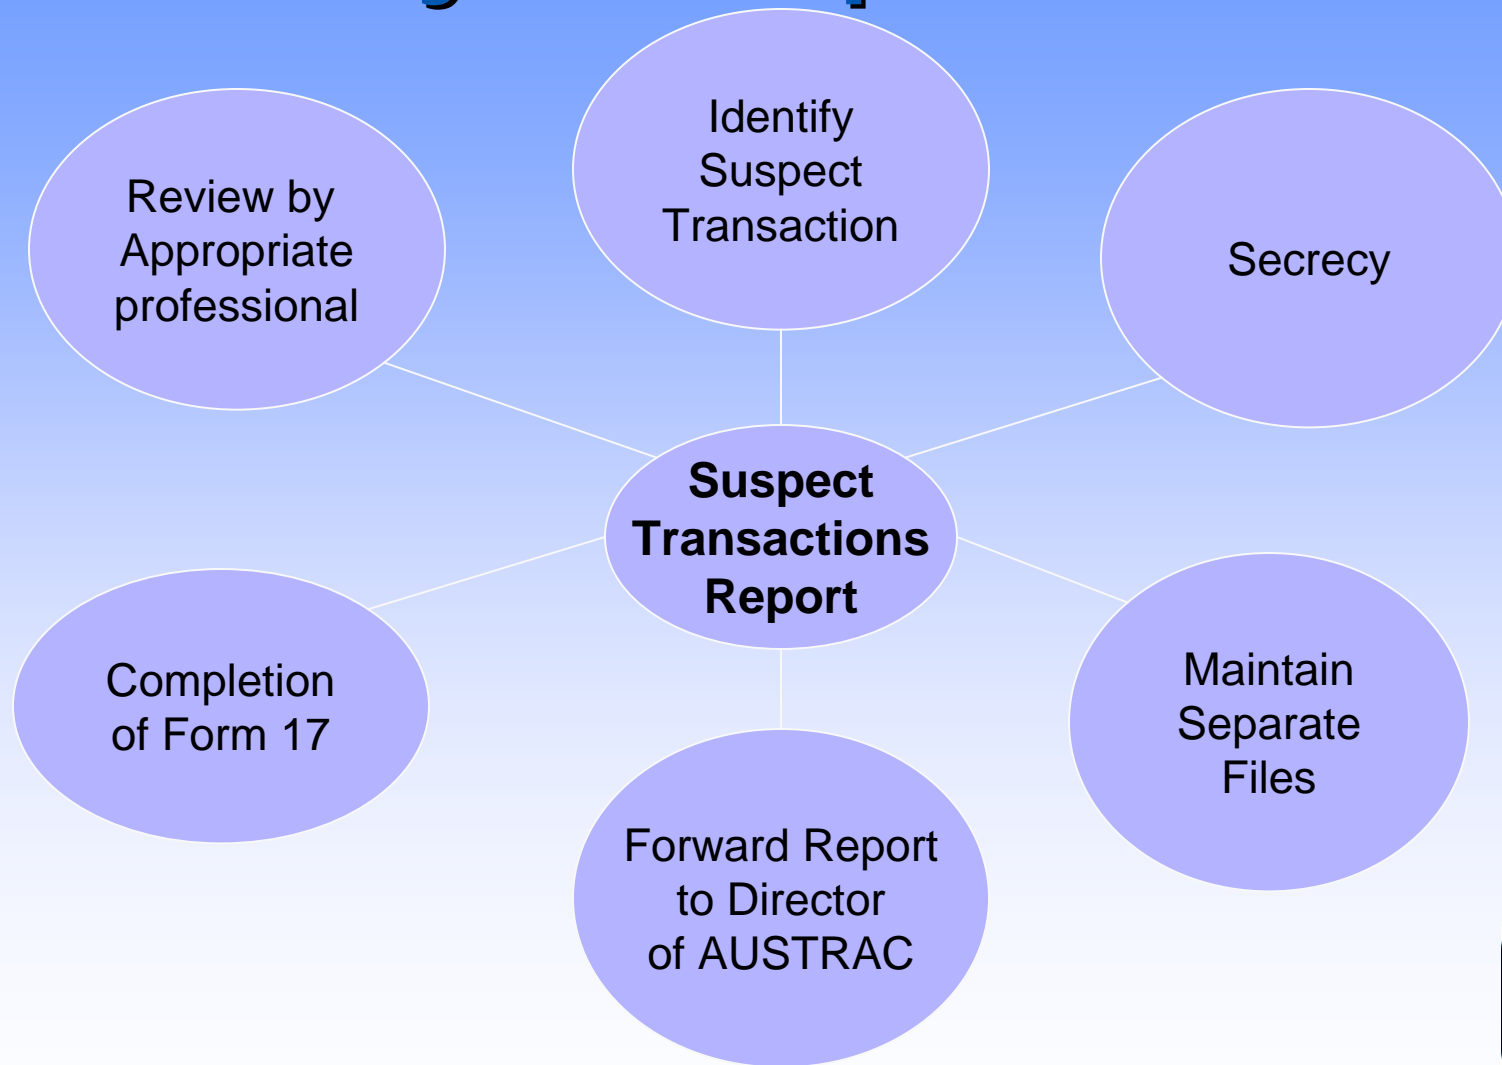 Identify
Suspect
Transaction
Review by
Appropriate
professional
Secrecy
Suspect
Transactions
Report
Completion
of Form 17
Maintain
Separate
Files
Forward Report
to Director
of AUSTRAC